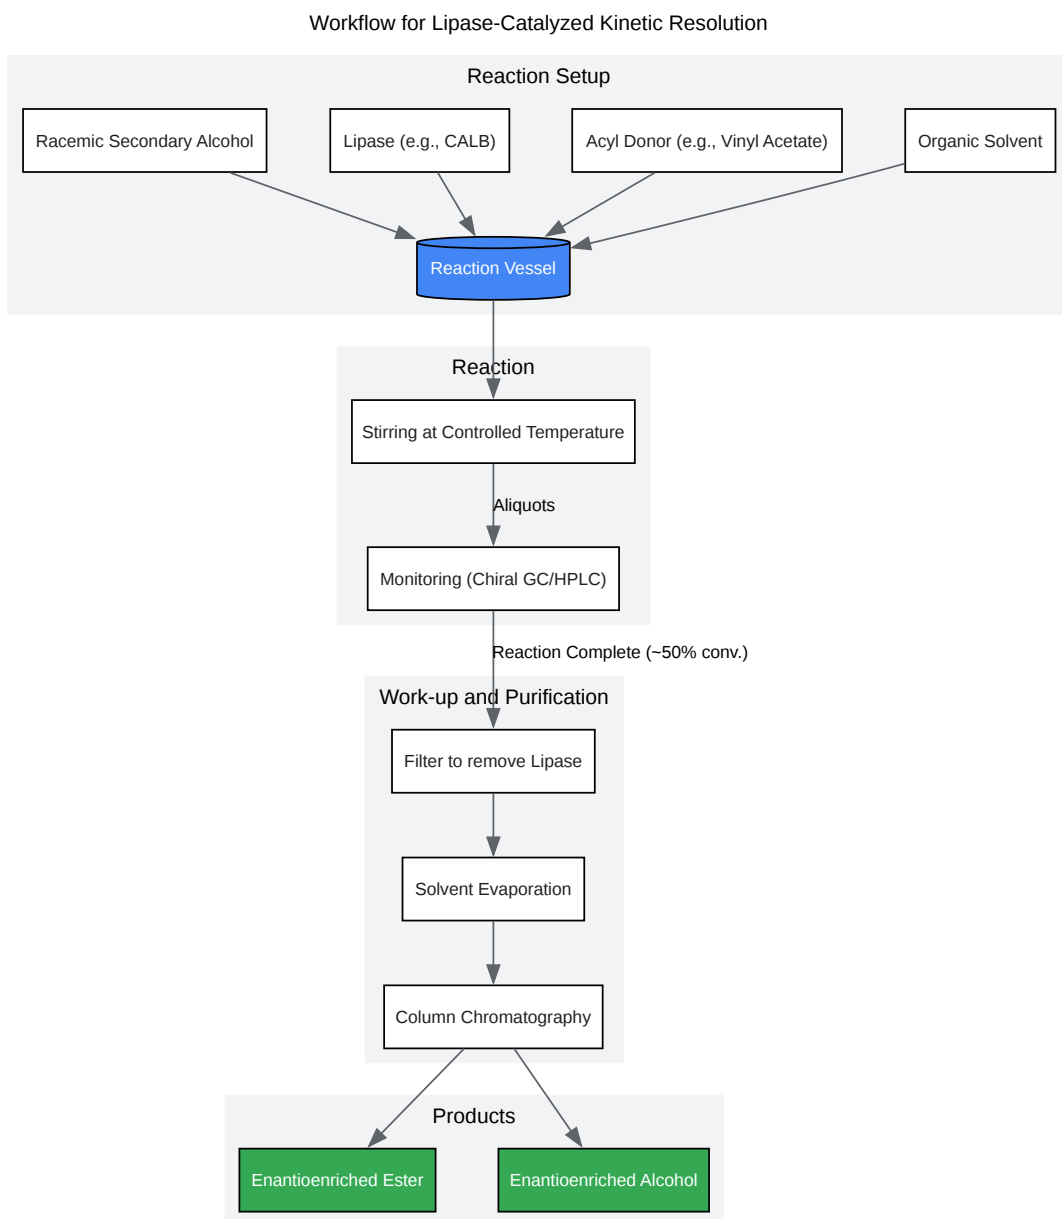 Workflow for Lipase-Catalyzed Kinetic Resolution
Reaction Setup
Racemic Secondary Alcohol
Lipase (e.g., CALB)
Acyl Donor (e.g., Vinyl Acetate)
Organic Solvent
Reaction Vessel
Reaction
Stirring at Controlled Temperature
Aliquots
Monitoring (Chiral GC/HPLC)
Reaction Complete (~50% conv.)
Work-up and Purification
Filter to remove Lipase
Solvent Evaporation
Column Chromatography
Products
Enantioenriched Ester
Enantioenriched Alcohol